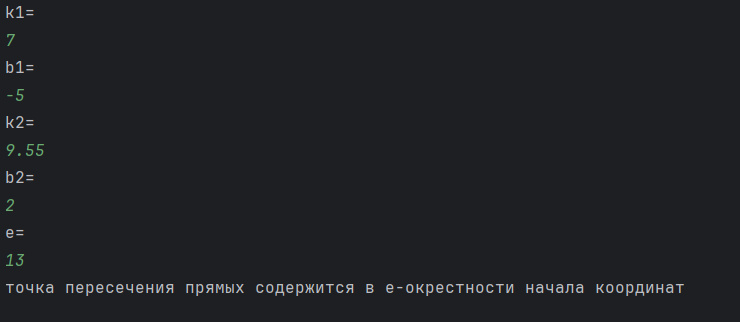 k1=
7
b1=
-5
k2=
9.55
b2=
2
e=
13
точка пересечения прямых содержится в e-окрестности начала координат